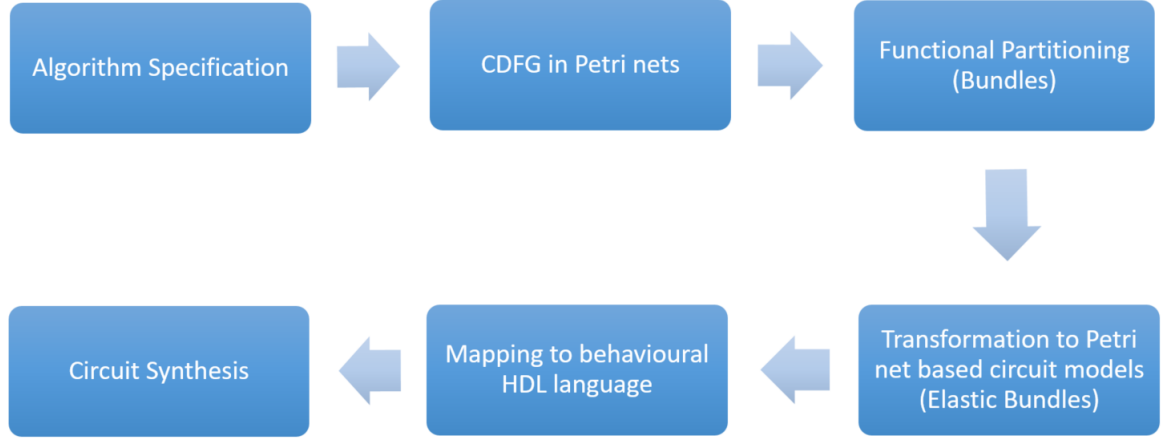 Algorithm Specification
CDFG in Petri nets
Functional Partitioning
(Bundles)
Transformation to Petri
net based circuit models
(Elastic Bundles)
Mapping to behavioural
HDL language
Circuit Synthesis